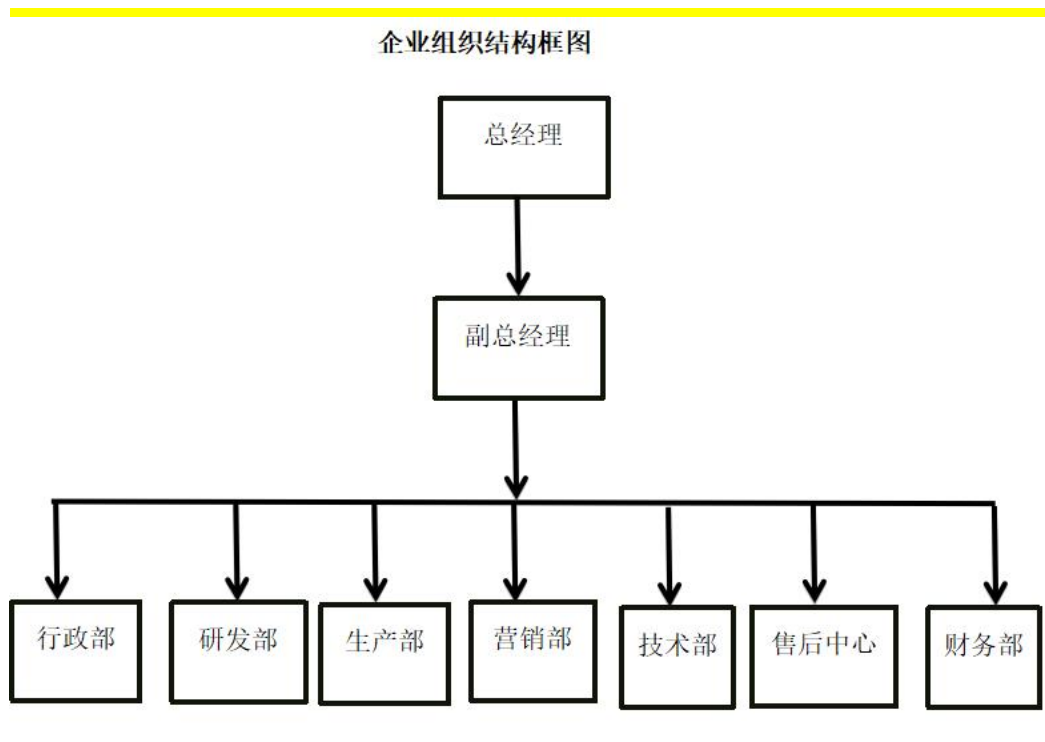 企业组织结构框图
总经理
副总经理
行政部
研发部
生产部
营销部
技术部
售后中心
财务部